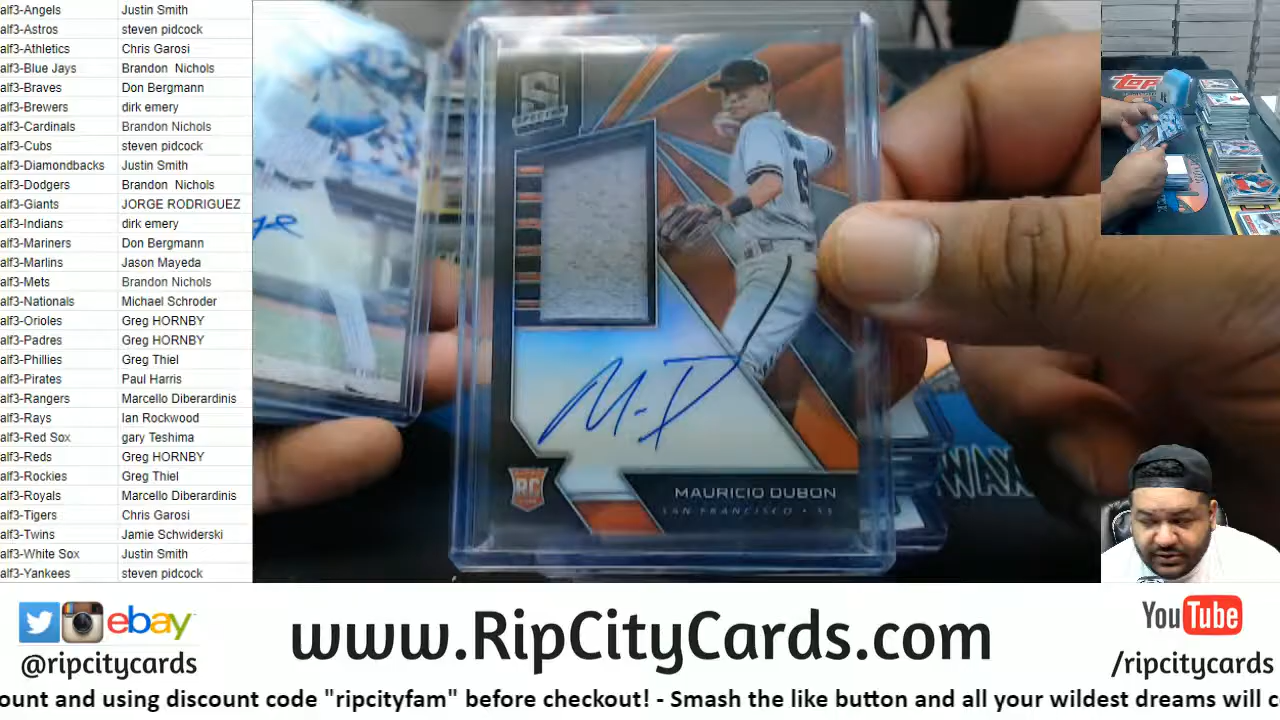 alf3-Angels Justin Smith
alf3-Astros steven pidcock
alf3-Athletics Chris Garosi
alf3-Blue Jays Brandon Nichols
alf3-Braves Don Bergmann
alf3-Brewers dirk emery
alf3-Cardinals Brandon Nichols
alf3-Cubs steven pidcock
alf3-Diamondbacks Justin Smith
alf3-Dodgers Brandon Nichols
alf3-Giants JORGE RODRIGUEZ
alf3-Indians dirk emery
alf3-Mariners Don Bergmann
alf3-Marlins Jason Mayeda
alf3-Mets Brandon Nichols
alf3-Nationals Michael Schroder
alf3-Orioles Greg HORNBY
alf3-Padres Greg HORNBY
alf3-Phillies Greg Thiel
alf3-Pirates Paul Harris
alf3-Rangers Marcello Diberardinis
alf3-Rays Ian Rockwood
alf3-Red Sox gary Teshima
alf3-Reds Greg HORNBY
alf3-Rockies Greg Thiel
alf3-Royals Marcello Diberardinis
alf3-Tigers Chris Garosi
alf3-Twins Jamie Schwiderski
alf3-White Sox Justin Smith
alf3-Yankees steven pidcock
S
M-D
RC
MAURICIO DUBON
SAN FRANCISCO • SS
WAX
TOPPS
ebay
@ripcitycards
www.RipCityCards.com
YouTube
/ripcitycards
ount and using discount code "ripcityfam" before checkout! - Smash the like button and all your wildest dreams will c